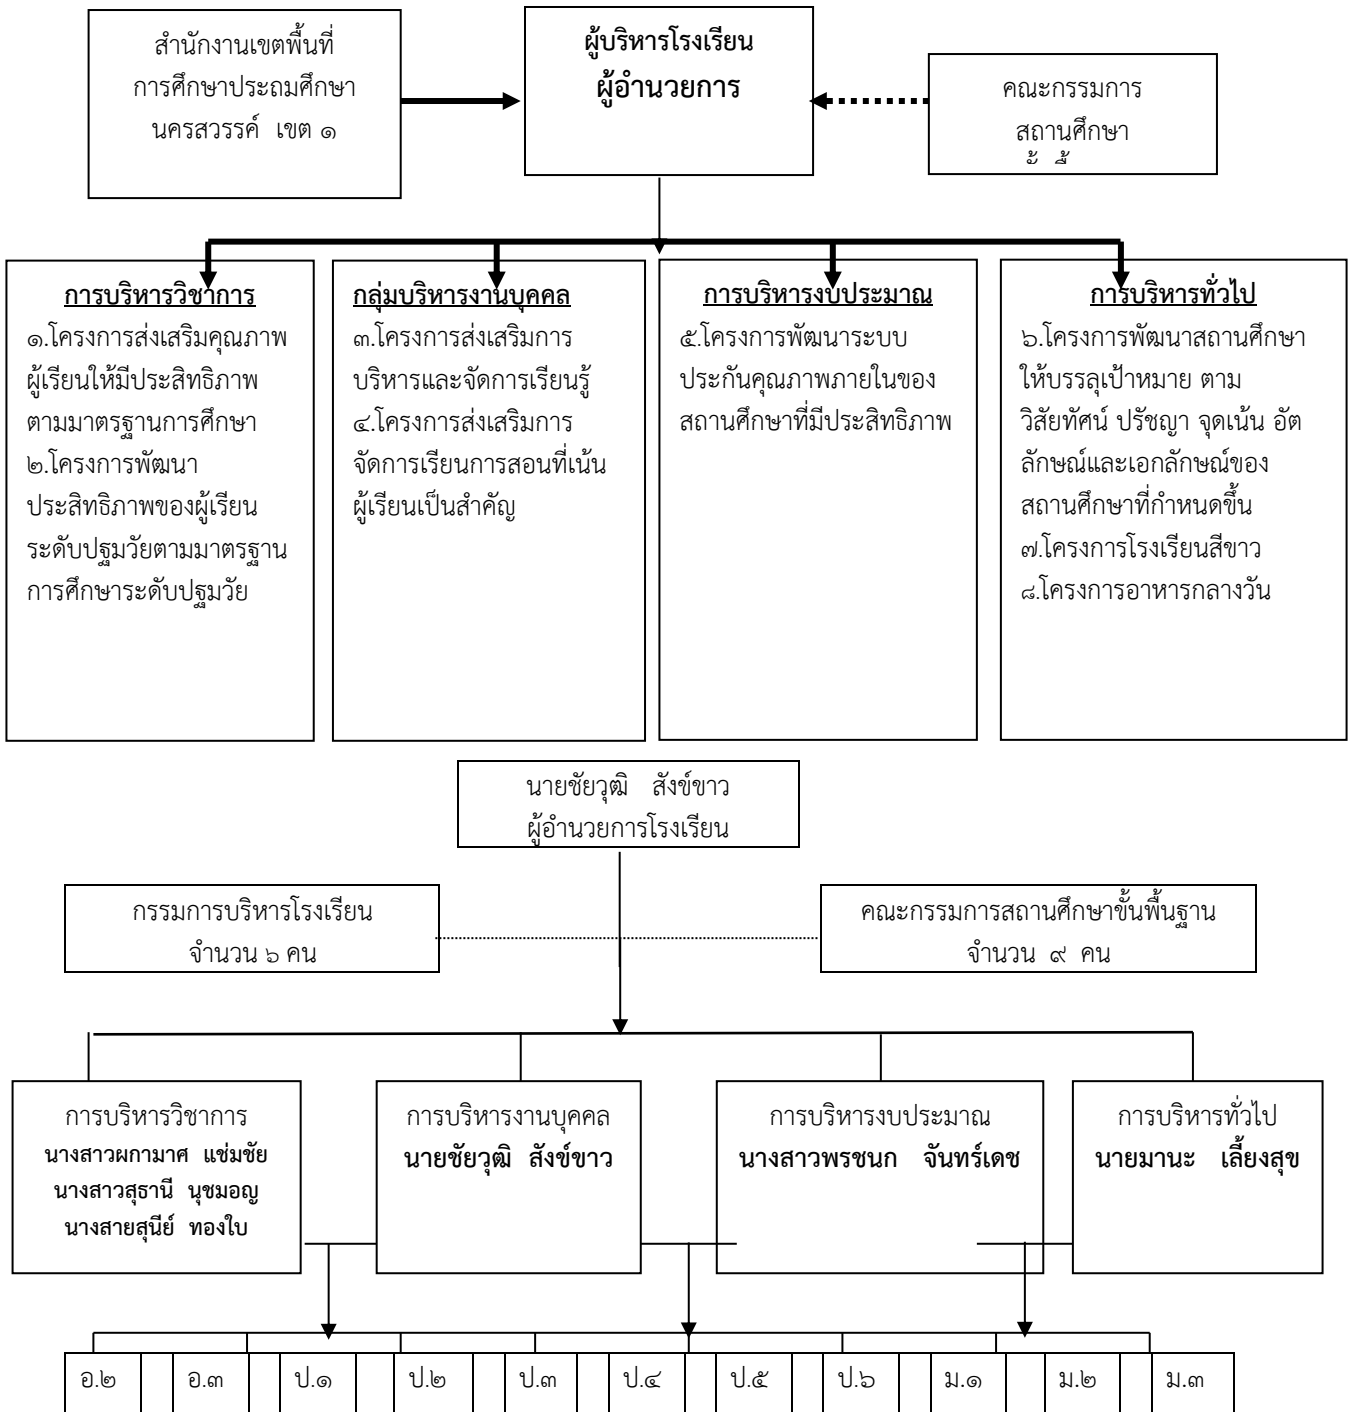 สำนักงานเขตพื้นที่
การศึกษาประถมศึกษา
นครสวรรค์ เขต ๑
ผู้บริหารโรงเรียน
ผู้อำนวยการ
คณะกรรมการ
สถานศึกษา
การบริหารวิชาการ
๑.โครงการส่งเสริมคุณภาพ
ผู้เรียนให้มีประสิทธิภาพ
ตามมาตรฐานการศึกษา
๒.โครงการพัฒนา
ประสิทธิภาพของผู้เรียน
ระดับปฐมวัยตามมาตรฐาน
การศึกษาระดับปฐมวัย
กลุ่มบริหารงานบุคคล
๓.โครงการส่งเสริมการ
บริหารและจัดการเรียนรู้
๔.โครงการส่งเสริมการ
จัดการเรียนการสอนที่เน้น
ผู้เรียนเป็นสำคัญ
การบริหารงบประมาณ
๕.โครงการพัฒนาระบบ
ประกันคุณภาพภายในของ
สถานศึกษาที่มีประสิทธิภาพ
การบริหารทั่วไป
๖.โครงการพัฒนาสถานศึกษา
ให้บรรลุเป้าหมาย ตาม
วิสัยทัศน์ ปรัชญา จุดเน้น อัต
ลักษณ์และเอกลักษณ์ของ
สถานศึกษาที่กำหนดขึ้น
๗.โครงการโรงเรียนสีขาว
๘.โครงการอาหารกลางวัน
นายชัยวุฒิ สังข์ขาว
ผู้อำนวยการโรงเรียน
กรรมการบริหารโรงเรียน
จำนวน ๖ คน
คณะกรรมการสถานศึกษาขั้นพื้นฐาน
จำนวน ๙ คน
การบริหารวิชาการ
นางสาวผกามาศ แช่มชัย
นางสาวสุธานี นุชมอญ
นางสายสุนีย์ ทองใบ
การบริหารงานบุคคล
นายชัยวุฒิ สังข์ขาว
การบริหารงบประมาณ
นางสาวพรชนก จันทร์เดช
การบริหารทั่วไป
นายมานะ เลี้ยงสุข
อ.๒ อ.๓ ป.๑ ป.๒ ป.๓ ป.๔ ป.๕ ป.๖ ม.๑ ม.๒ ม.๓